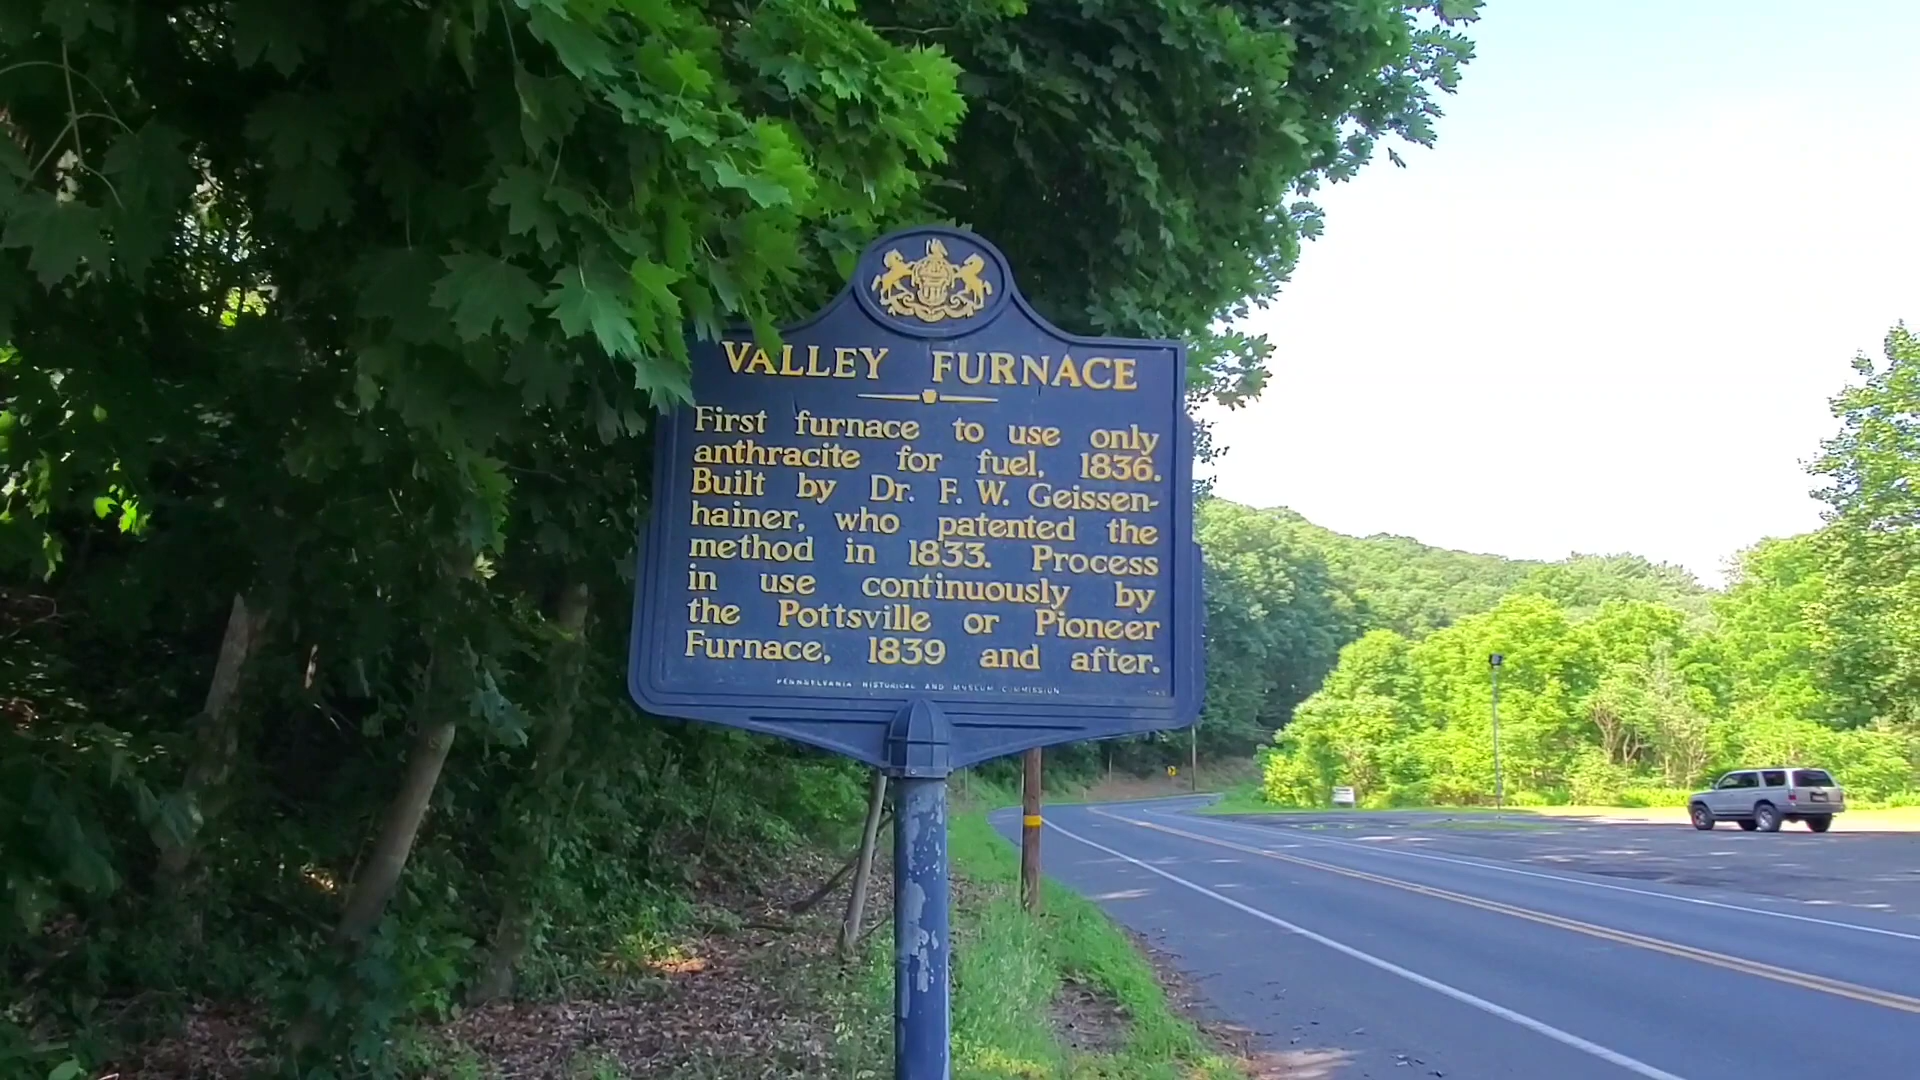 VALLEY FURNACE
First furnace to use only
anthracite for fuel, 1836.
Built by Dr. F. W. Geissen-
hainer, who patented the
method in 1833. Process
in use continuously by
the Pottsville or Pioneer
Furnace, 1839 and after.
PENNSYLVANIA HISTORICAL AND MUSEUM COMMISSION